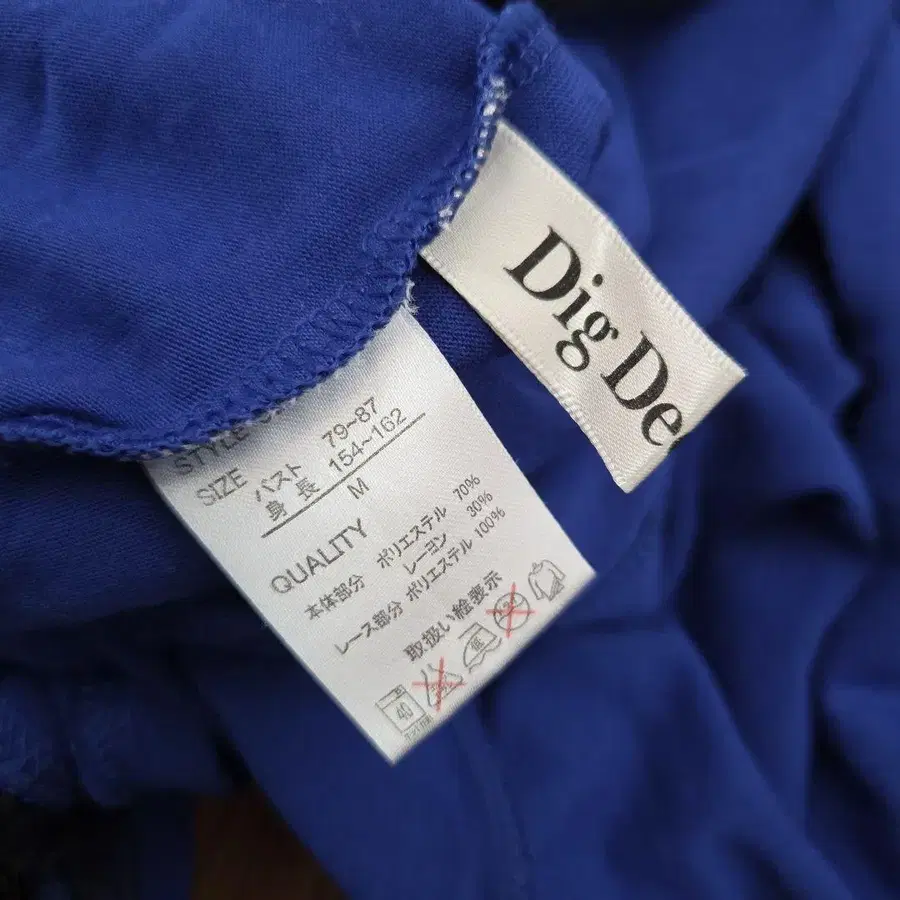 Dig De
STYLE
SIZE
バスト 79~87
身長 154~162
M
QUALITY
本体部分 ポリエステル 70%
レーヨン 30%
レース部分 ポリエステル 100%
取扱い絵表示
40